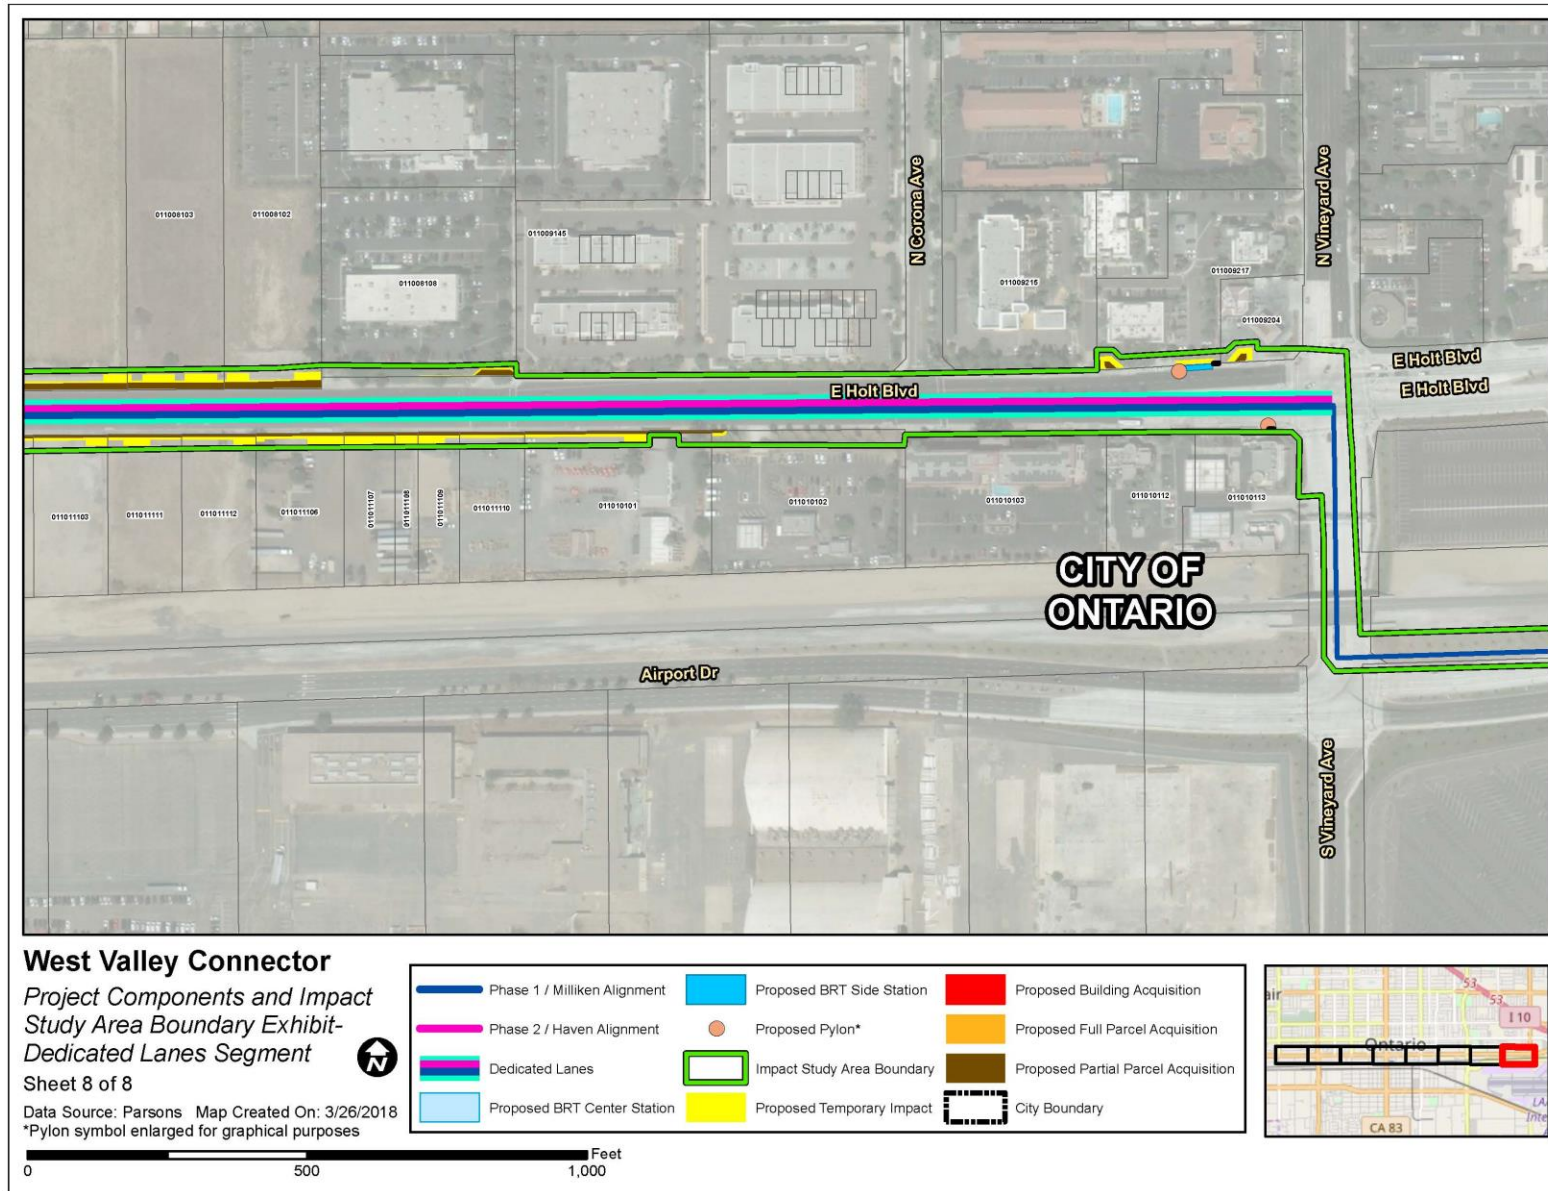 N Corona Ave
N Vineyard Ave
011008103
011008102
011009145
011008108
011009215
011009217
011009204
E Holt Blvd
E Holt Blvd
E Holt Blvd
011011103
011011111
011011112
011011106
011011107
011011108
011011109
011011110
011010101
011010102
011010103
011010112
011010113
CITY OF
ONTARIO
Airport Dr
S Vineyard Ave
West Valley Connector
Project Components and Impact
Study Area Boundary Exhibit-
Dedicated Lanes Segment
N
Sheet 8 of 8
Data Source: Parsons Map Created On: 3/26/2018
*Pylon symbol enlarged for graphical purposes
Phase 1 / Milliken Alignment
Phase 2 / Haven Alignment
Dedicated Lanes
Proposed BRT Center Station
Proposed BRT Side Station
Proposed Pylon*
Impact Study Area Boundary
Proposed Temporary Impact
Proposed Building Acquisition
Proposed Full Parcel Acquisition
Proposed Partial Parcel Acquisition
City Boundary
Feet
0 500 1,000
air
53
53
I 10
Ontario
CA 83